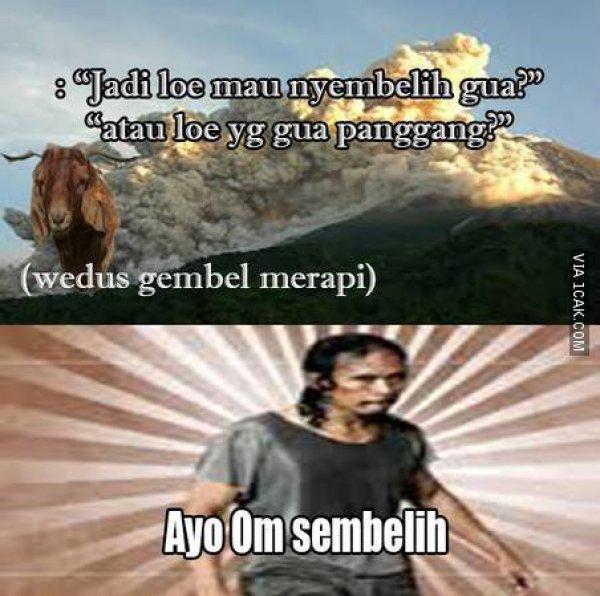 : “Jadi loe mau nyembelih gua?”
“atau loe yg gua panggang?”
(wedus gembel merapi)
VIA 1CAK.COM
Ayo Om sembelih